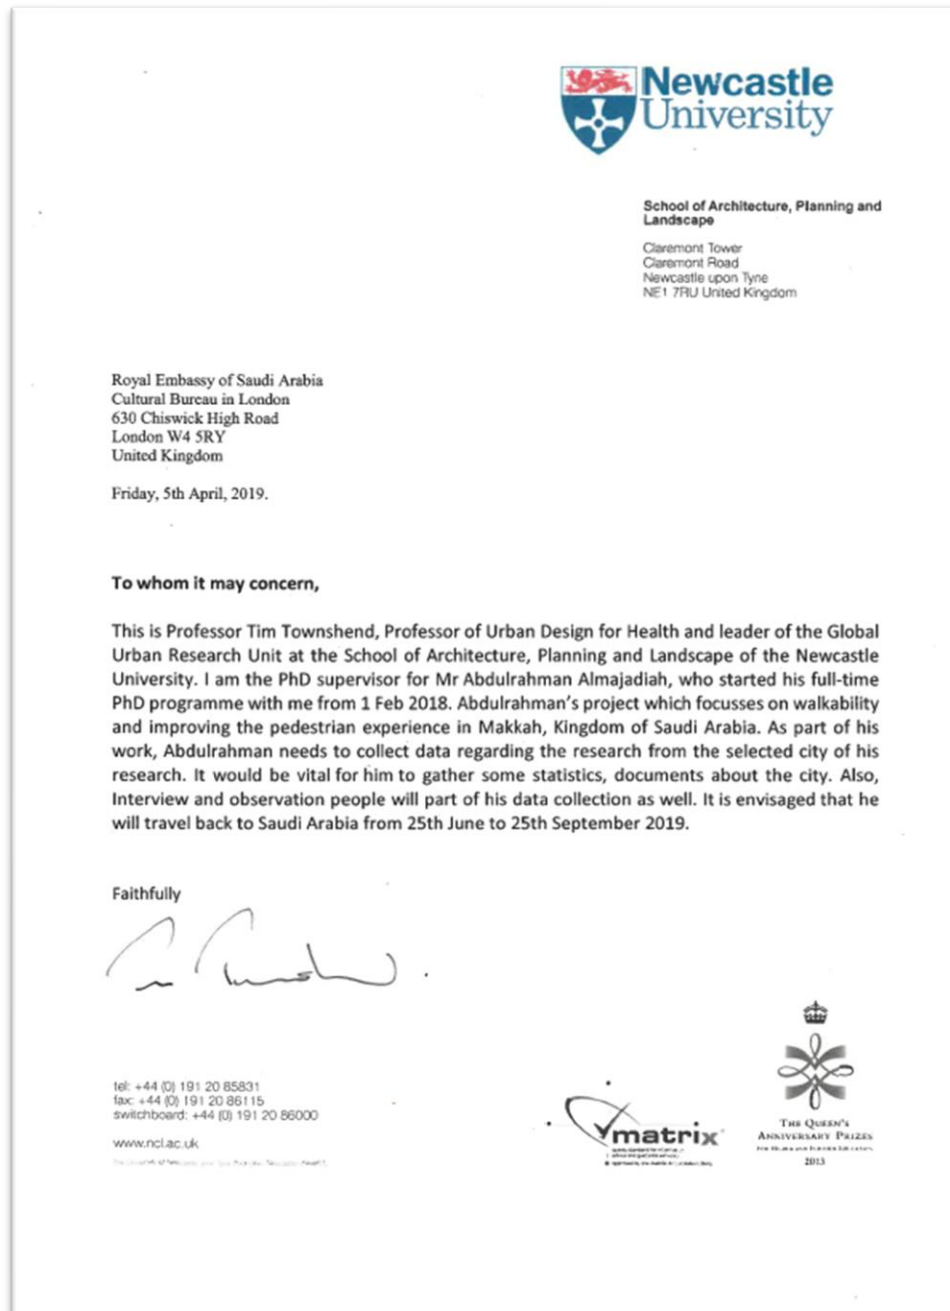 Newcastle
University
School of Architecture, Planning and
Landscape
Claremont Tower
Claremont Road
Newcastle upon Tyne
NE1 7RU United Kingdom
Royal Embassy of Saudi Arabia
Cultural Bureau in London
630 Chiswick High Road
London W4 5RY
United Kingdom
Friday, 5th April, 2019.
To whom it may concern,
This is Professor Tim Townshend, Professor of Urban Design for Health and leader of the Global
Urban Research Unit at the School of Architecture, Planning and Landscape of the Newcastle
University. I am the PhD supervisor for Mr Abdulrahman Almajadiah, who started his full-time
PhD programme with me from 1 Feb 2018. Abdulrahman's project which focusses on walkability
and improving the pedestrian experience in Makkah, Kingdom of Saudi Arabia. As part of his
work, Abdulrahman needs to collect data regarding the research from the selected city of his
research. It would be vital for him to gather some statistics, documents about the city. Also,
Interview and observation people will part of his data collection as well. It is envisaged that he
will travel back to Saudi Arabia from 25th June to 25th September 2019.
Faithfully
tel: +44 (0) 191 20 85831
fax: +44 (0) 191 20 86115
switchboard: +44 (0) 191 20 86000
www.ncl.ac.uk
matrix
The Queen's
Anniversary Prizes
For Higher and Further Education
2013